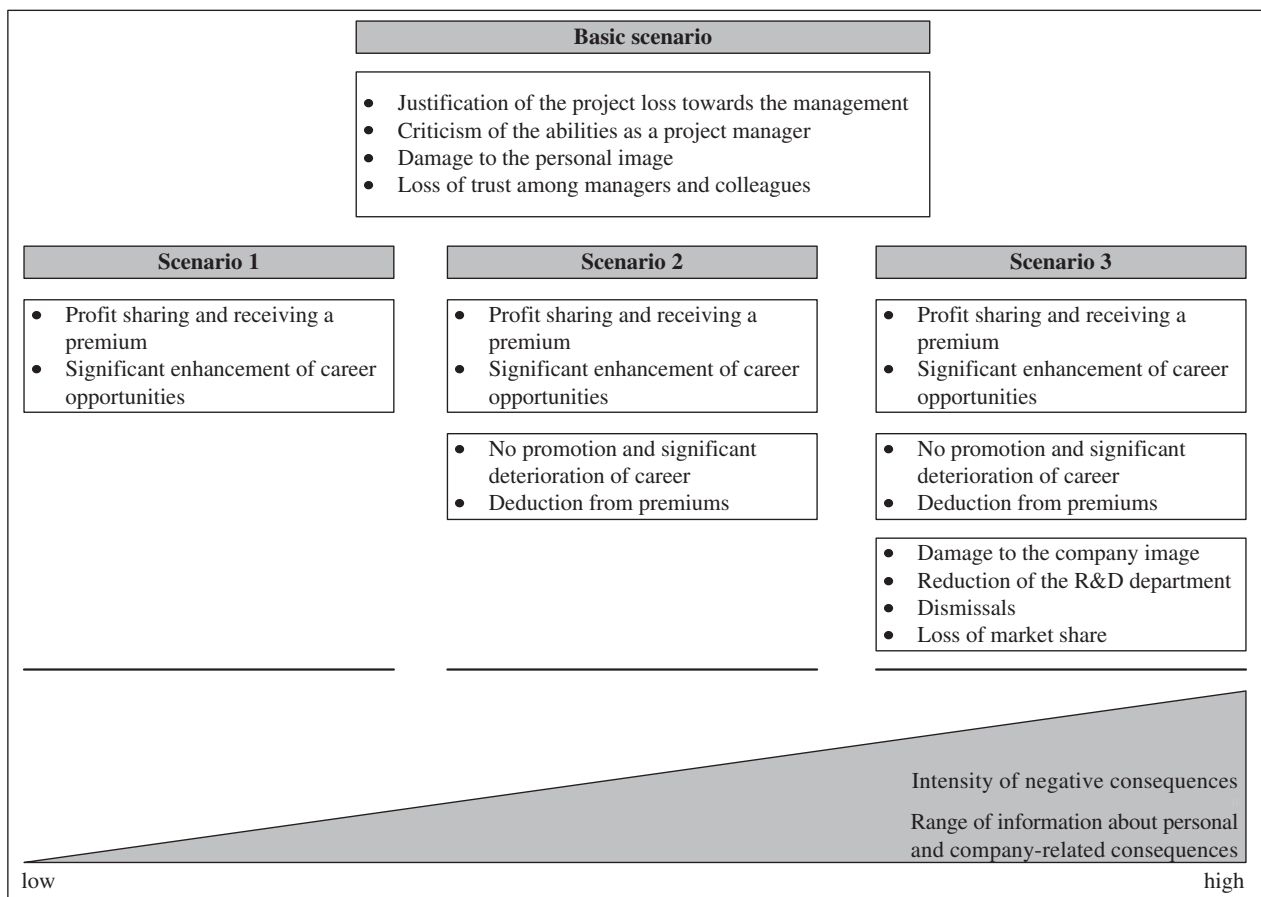 Basic scenario
• Justification of the project loss towards the management
• Criticism of the abilities as a project manager
• Damage to the personal image
• Loss of trust among managers and colleagues
Scenario 1
• Profit sharing and receiving a
premium
• Significant enhancement of career
opportunities
Scenario 2
• Profit sharing and receiving a
premium
• Significant enhancement of career
opportunities
• No promotion and significant
deterioration of career
• Deduction from premiums
Scenario 3
• Profit sharing and receiving a
premium
• Significant enhancement of career
opportunities
• No promotion and significant
deterioration of career
• Deduction from premiums
• Damage to the company image
• Reduction of the R&D department
• Dismissals
• Loss of market share
Intensity of negative consequences
Range of information about personal
and company-related consequences
low
high